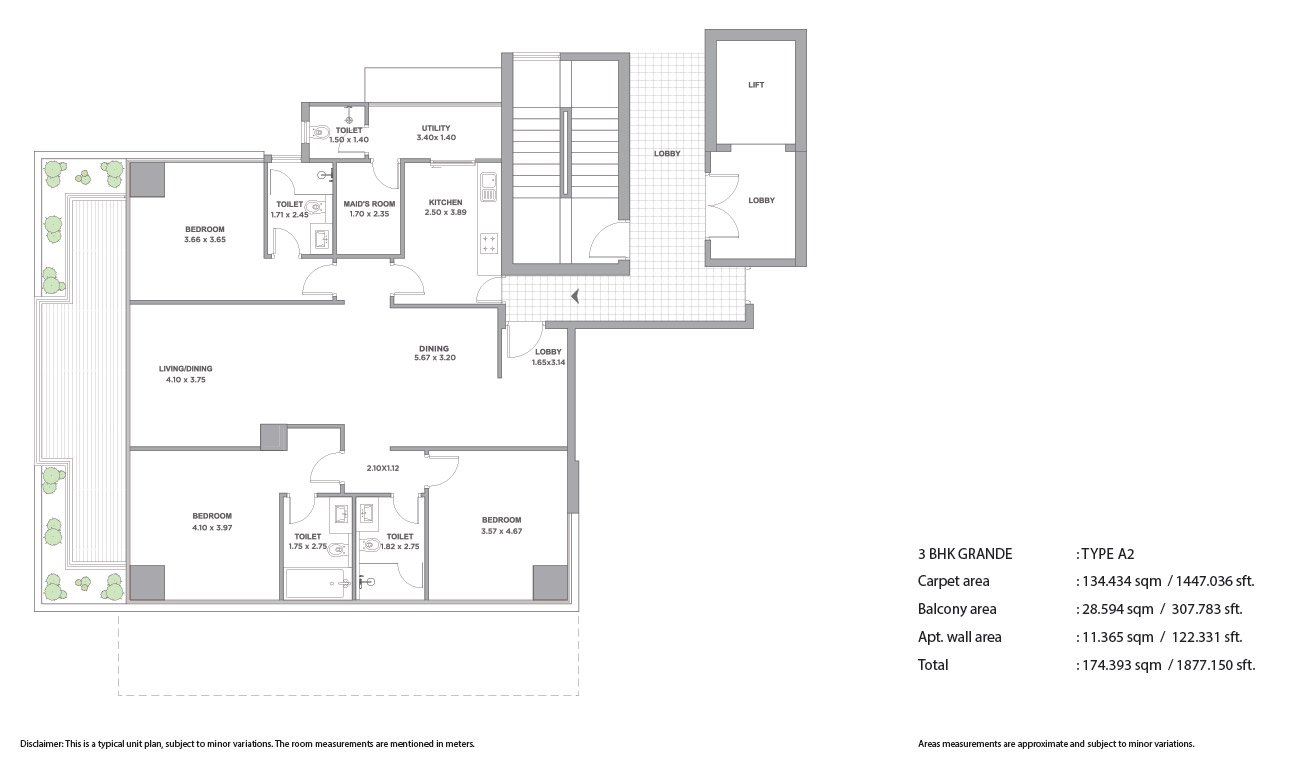 LIFT
TOILET
1.50 x 1.40
UTILITY
3.40x 1.40
LOBBY
LOBBY
TOILET
1.71 x 2.45
MAID'S ROOM
1.70 x 2.35
KITCHEN
2.50 x 3.89
BEDROOM
3.66 x 3.65
DINING
5.67 x 3.20
LOBBY
1.65x3.14
LIVING/DINING
4.10 x 3.75
2.10X1.12
BEDROOM
4.10 x 3.97
BEDROOM
3.57 x 4.67
TOILET
1.75 x 2.75
TOILET
1.82 x 2.75
3 BHK GRANDE : TYPE A2
Carpet area : 134.434 sqm / 1447.036 sft.
Balcony area : 28.594 sqm / 307.783 sft.
Apt. wall area : 11.365 sqm / 122.331 sft.
Total : 174.393 sqm / 1877.150 sft.
Disclaimer: This is a typical unit plan, subject to minor variations. The room measurements are mentioned in meters.
Areas measurements are approximate and subject to minor variations.